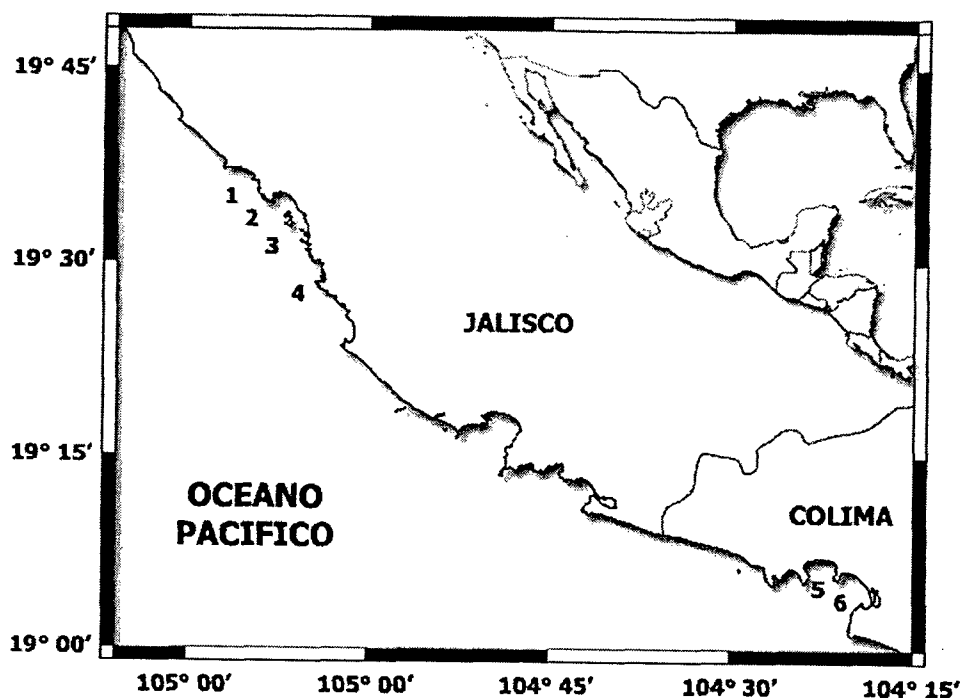 19° 45'
1
2
3
19° 30'
4
JALISCO
19° 15'
OCEANO
PACIFICO
COLIMA
5
6
19° 00'
105° 00' 105° 00' 104° 45' 104° 30' 104° 15'